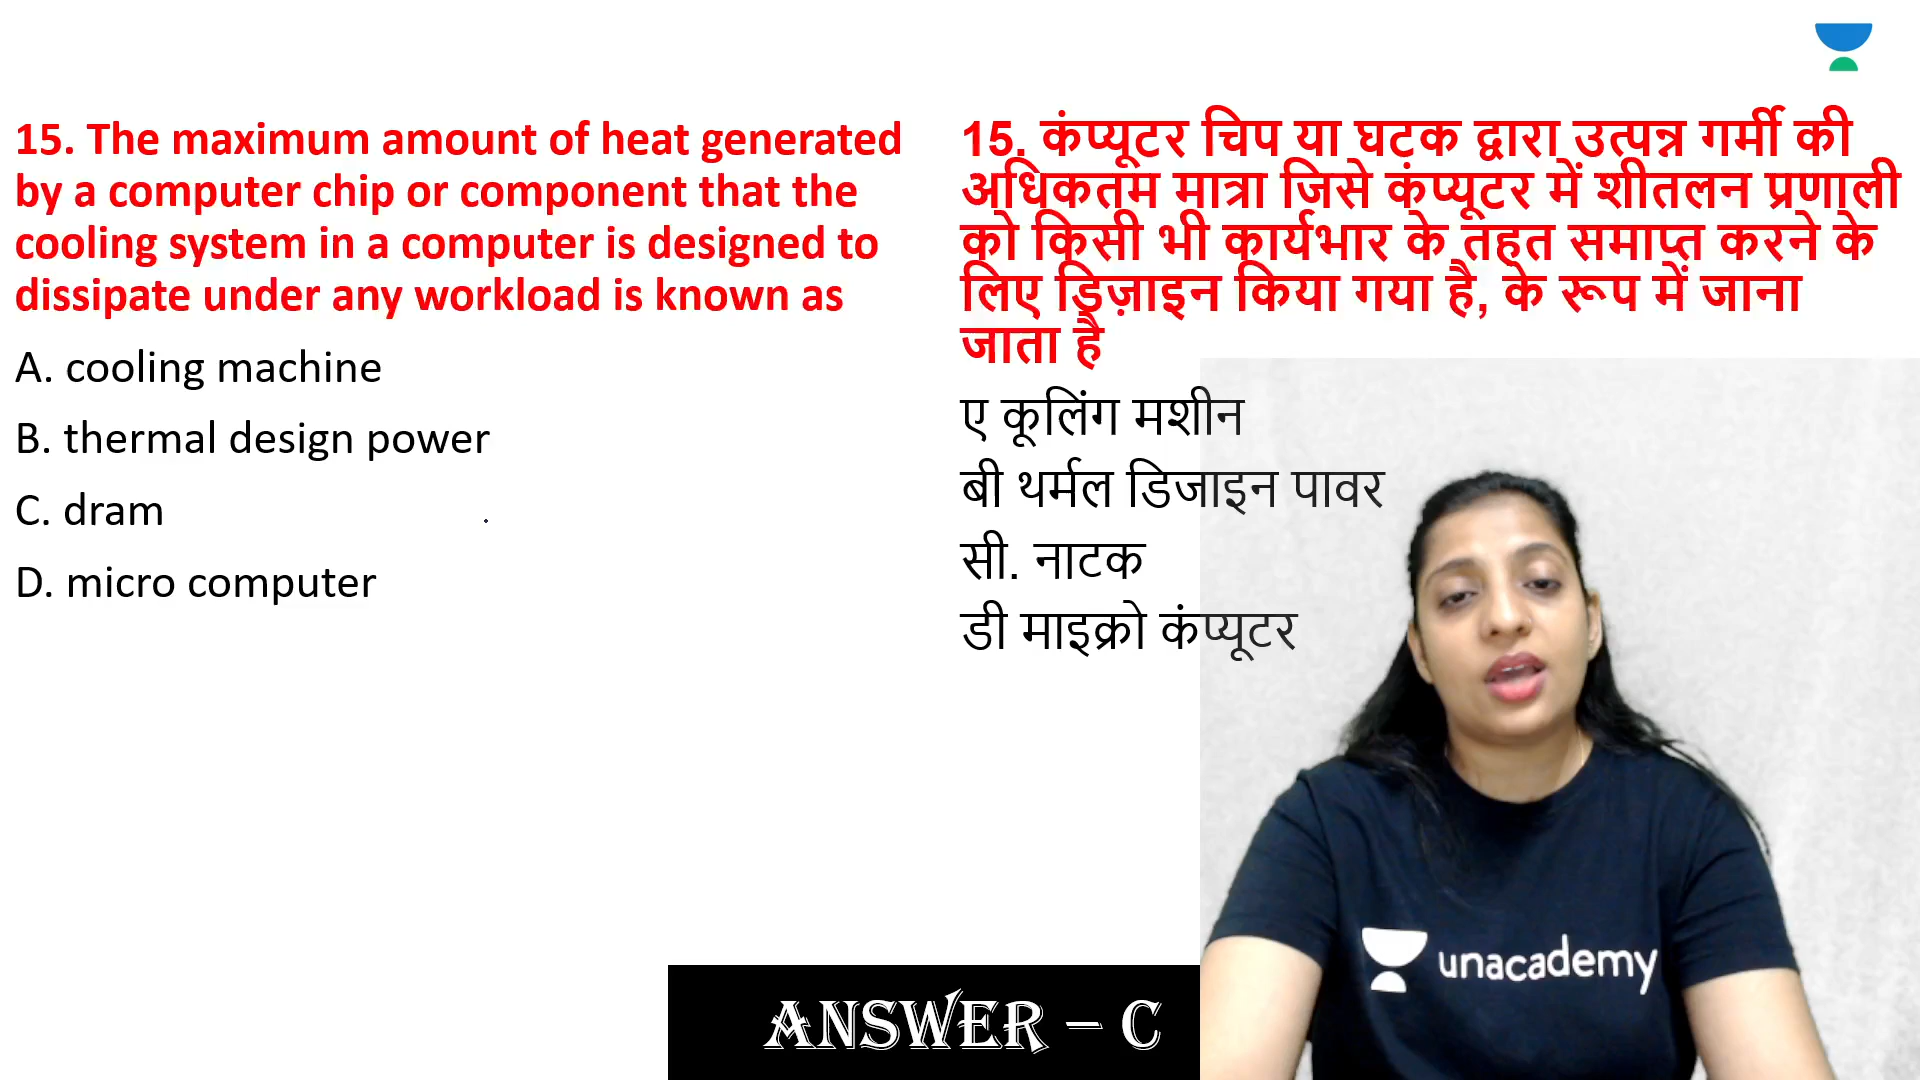 15. The maximum amount of heat generated
by a computer chip or component that the
cooling system in a computer is designed to
dissipate under any workload is known as
A. cooling machine
B. thermal design power
C. dram
D. micro computer
15. कंप्यूटर चिप या घटक द्वारा उत्पन्न गर्मी की
अधिकतम मात्रा जिसे कंप्यूटर में शीतलन प्रणाली
को किसी भी कार्यभार के तहत समाप्त करने के
लिए डिज़ाइन किया गया है, के रूप में जाना
जाता है
ए कूलिंग मशीन
बी थर्मल डिजाइन पावर
सी. नाटक
डी माइक्रो कंप्यूटर
unacademy
ANSWER – C